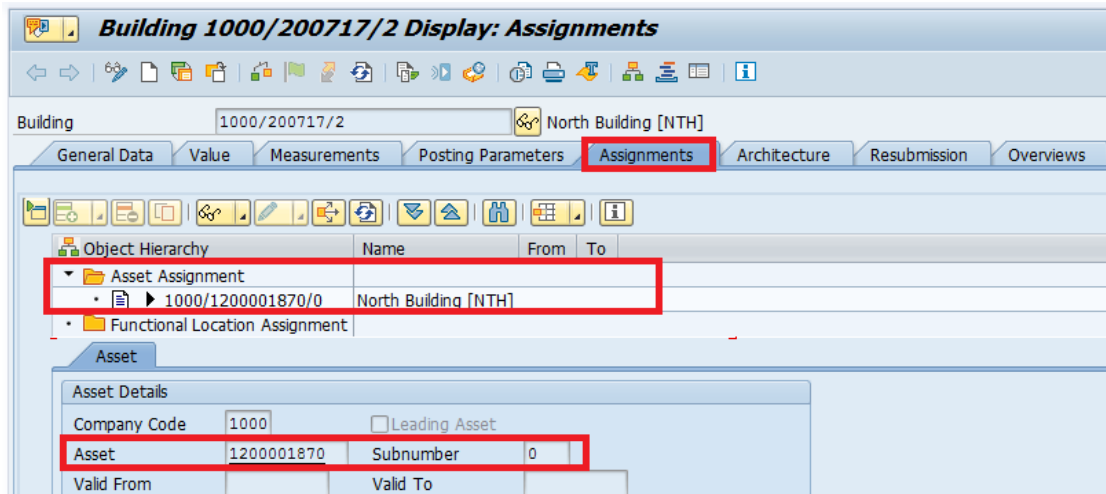 Building 1000/200717/2 Display: Assignments
Building 1000/200717/2 North Building [NTH]
General Data Value Measurements Posting Parameters Assignments Architecture Resubmission Overviews
Object Hierarchy Name From To
Asset Assignment
1000/1200001870/0 North Building [NTH]
Functional Location Assignment
Asset
Asset Details
Company Code 1000 Leading Asset
Asset 1200001870 Subnumber 0
Valid From Valid To